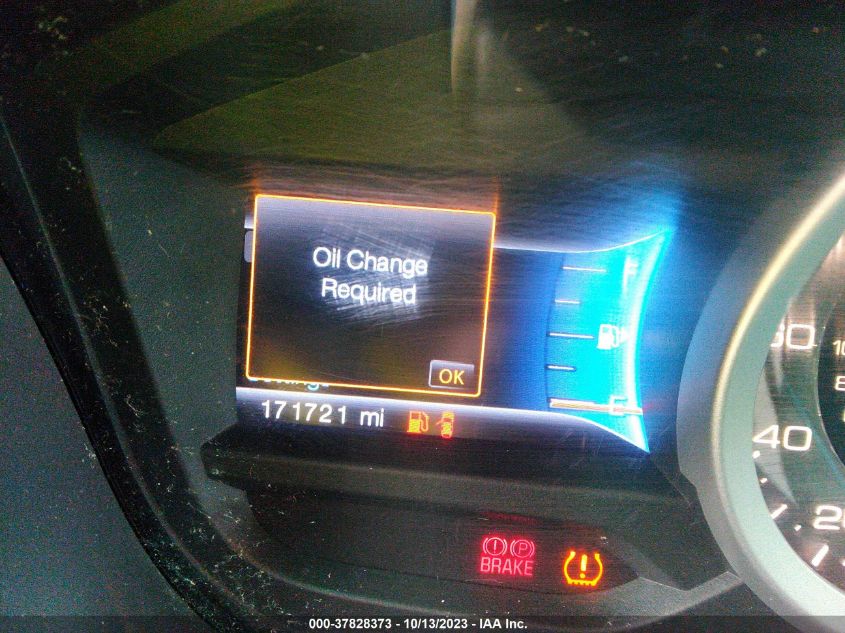 Oil Change
Required
OK
171721 mi
E
P
BRAKE
40
000-37828373 - 10/13/2023 - IAA Inc.